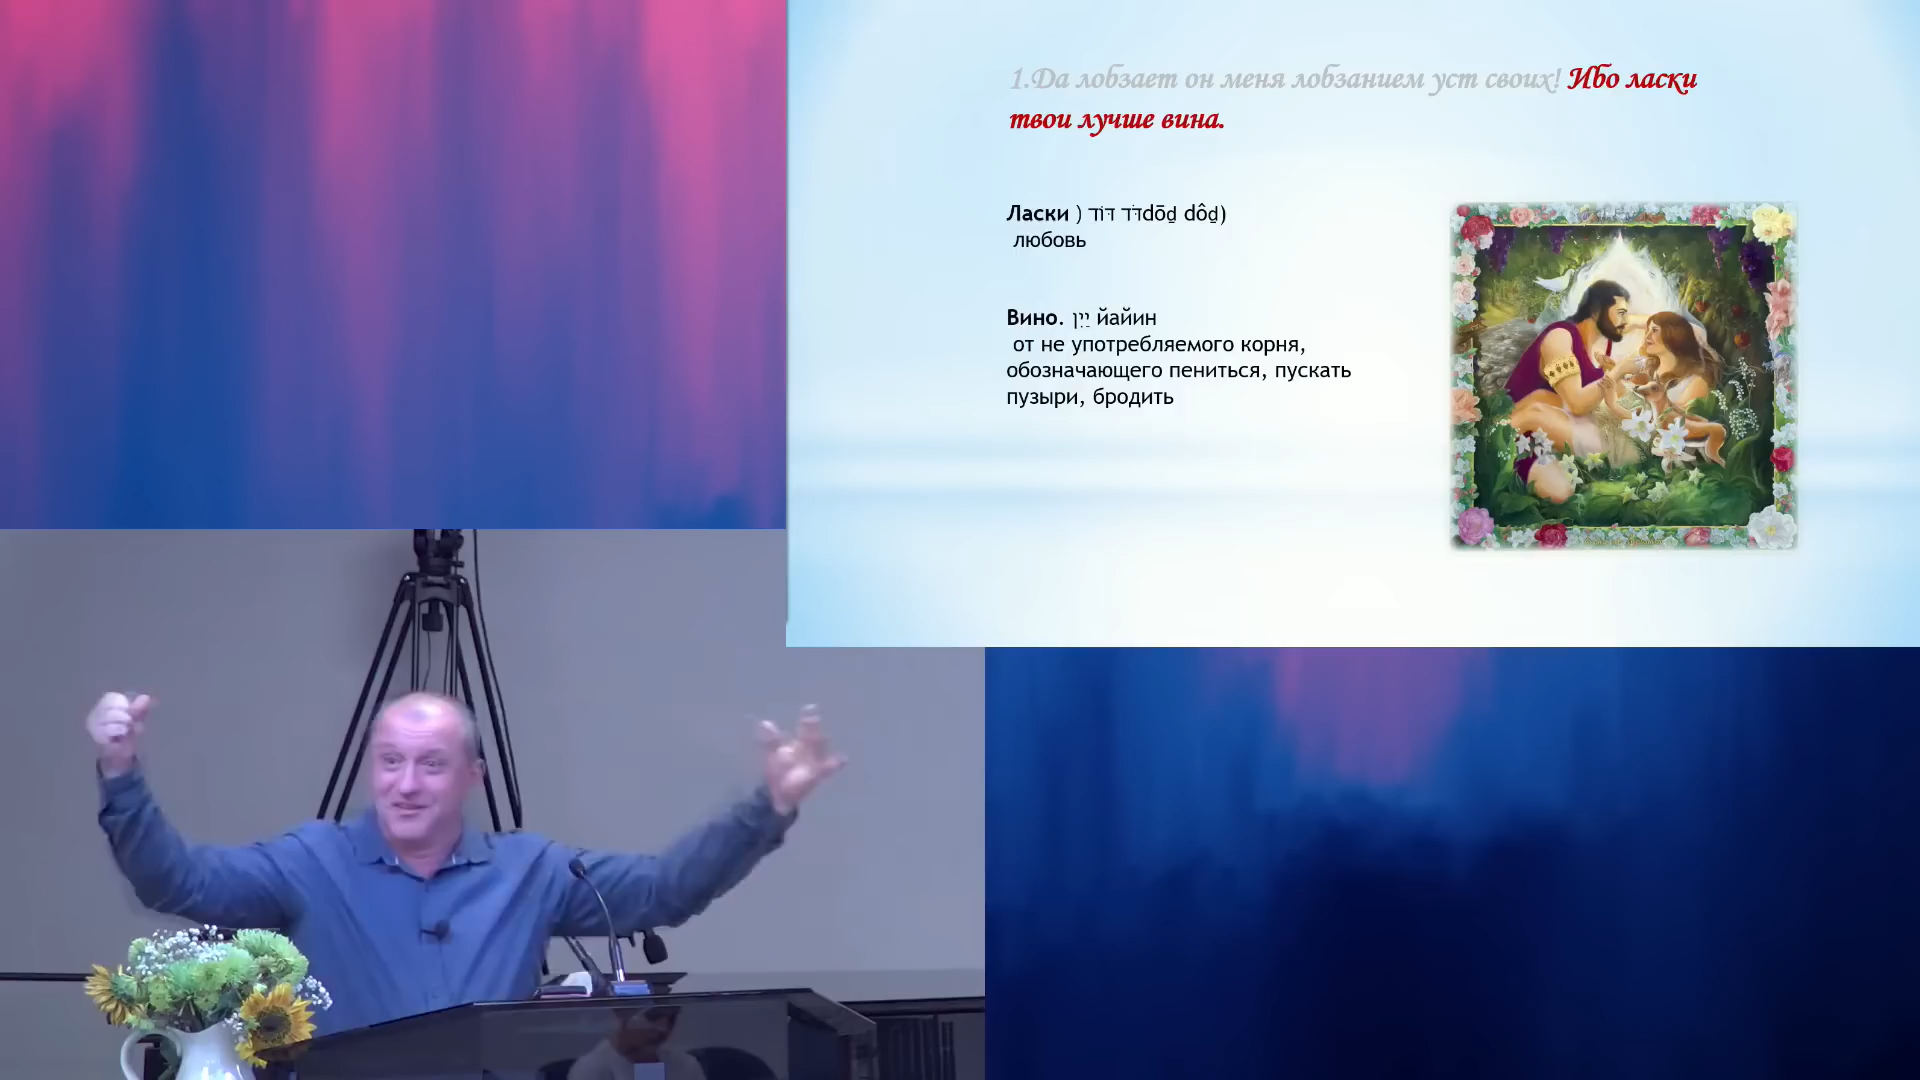 1.Да лобзает он меня лобзанием уст своих! Ибо ласки
твои лучше вина.
Ласки ) דֹּד דּוֹדdōḏ dôḏ)
любовь
Вино. יַיִן йайин
от не употребляемого корня,
обозначающего пениться, пускать
пузыри, бродить